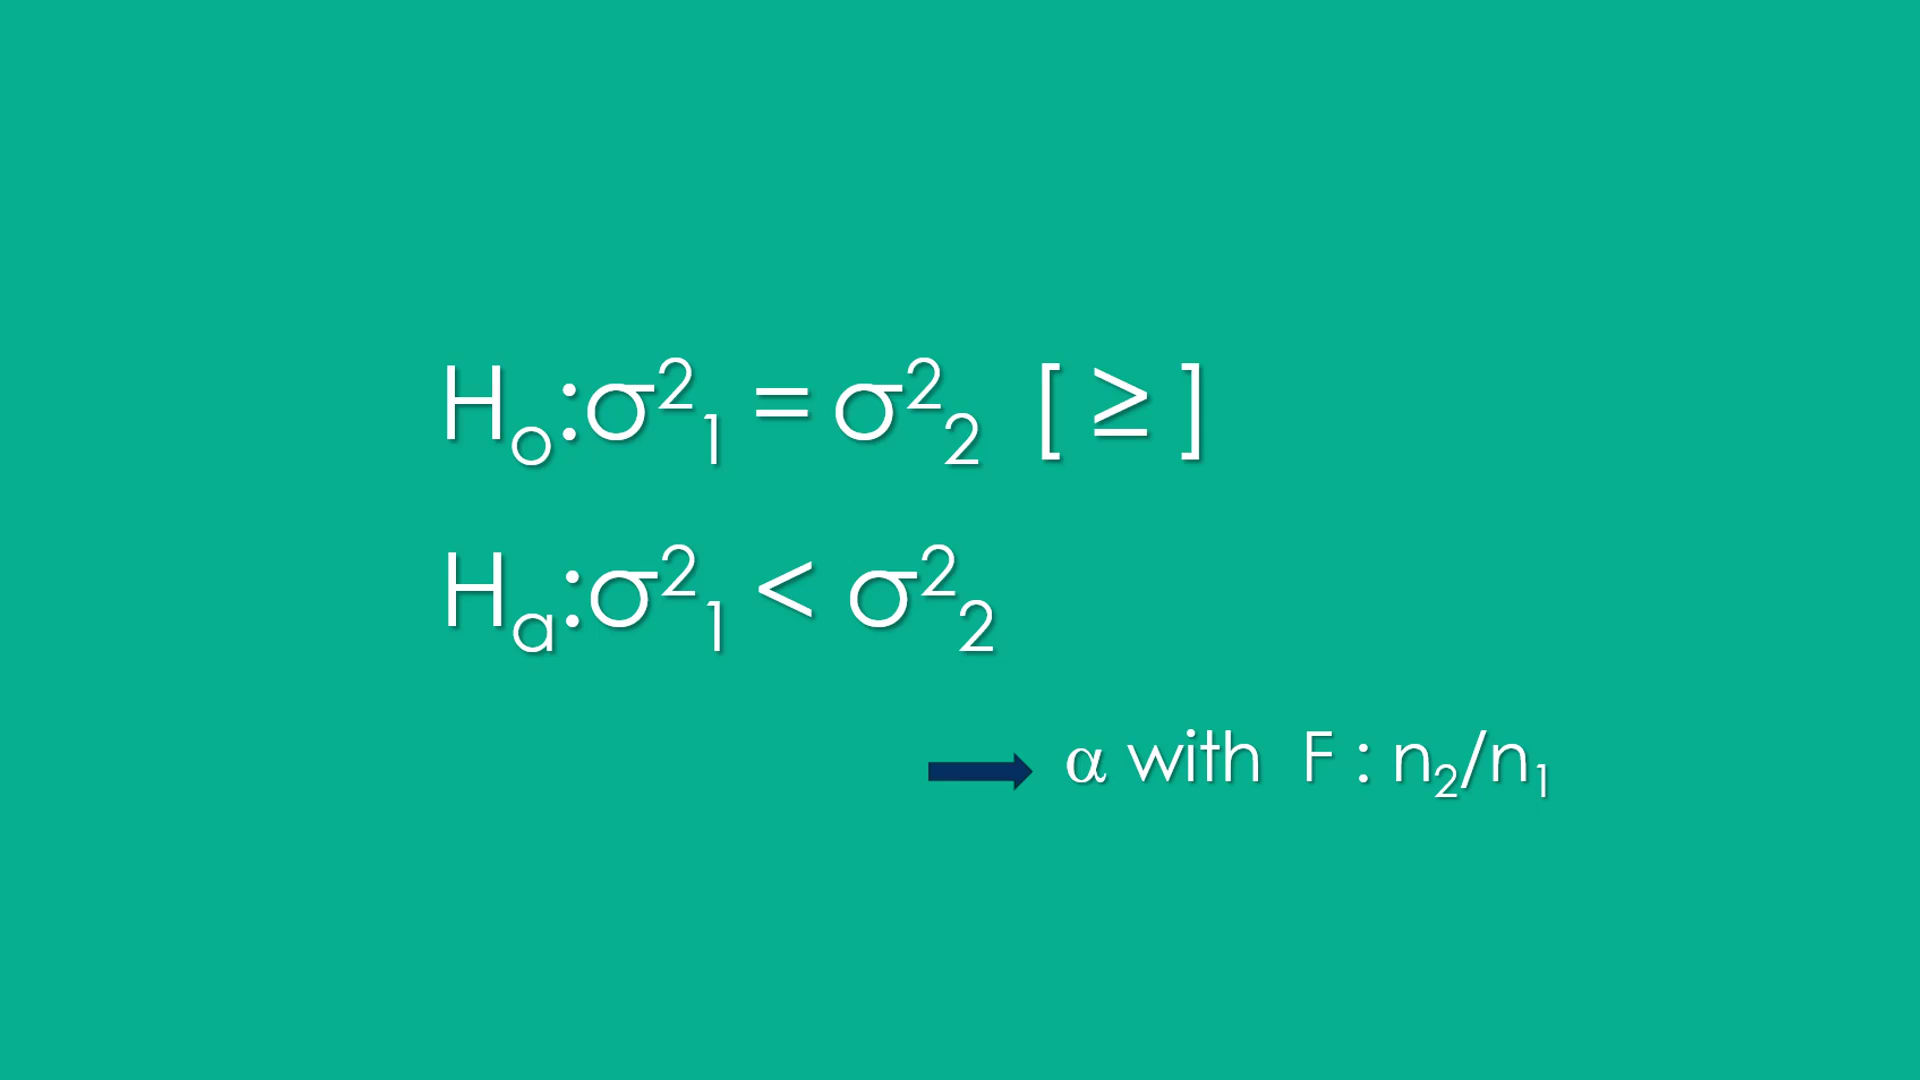 Hₒ:σ²₁ = σ²₂ [ ≥ ]
Hₐ:σ²₁ < σ²₂
α with F : n₂/n₁